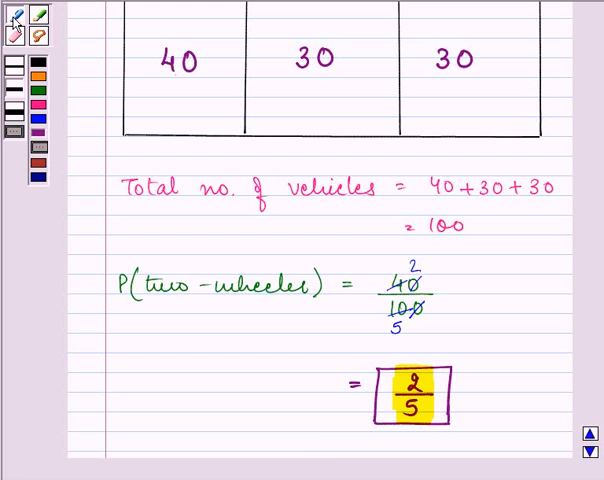 40 30 30
Total no. of vehicles = 40 + 30 + 30
= 100
2
P(two-wheeler) = 40
100
5
= 2
5